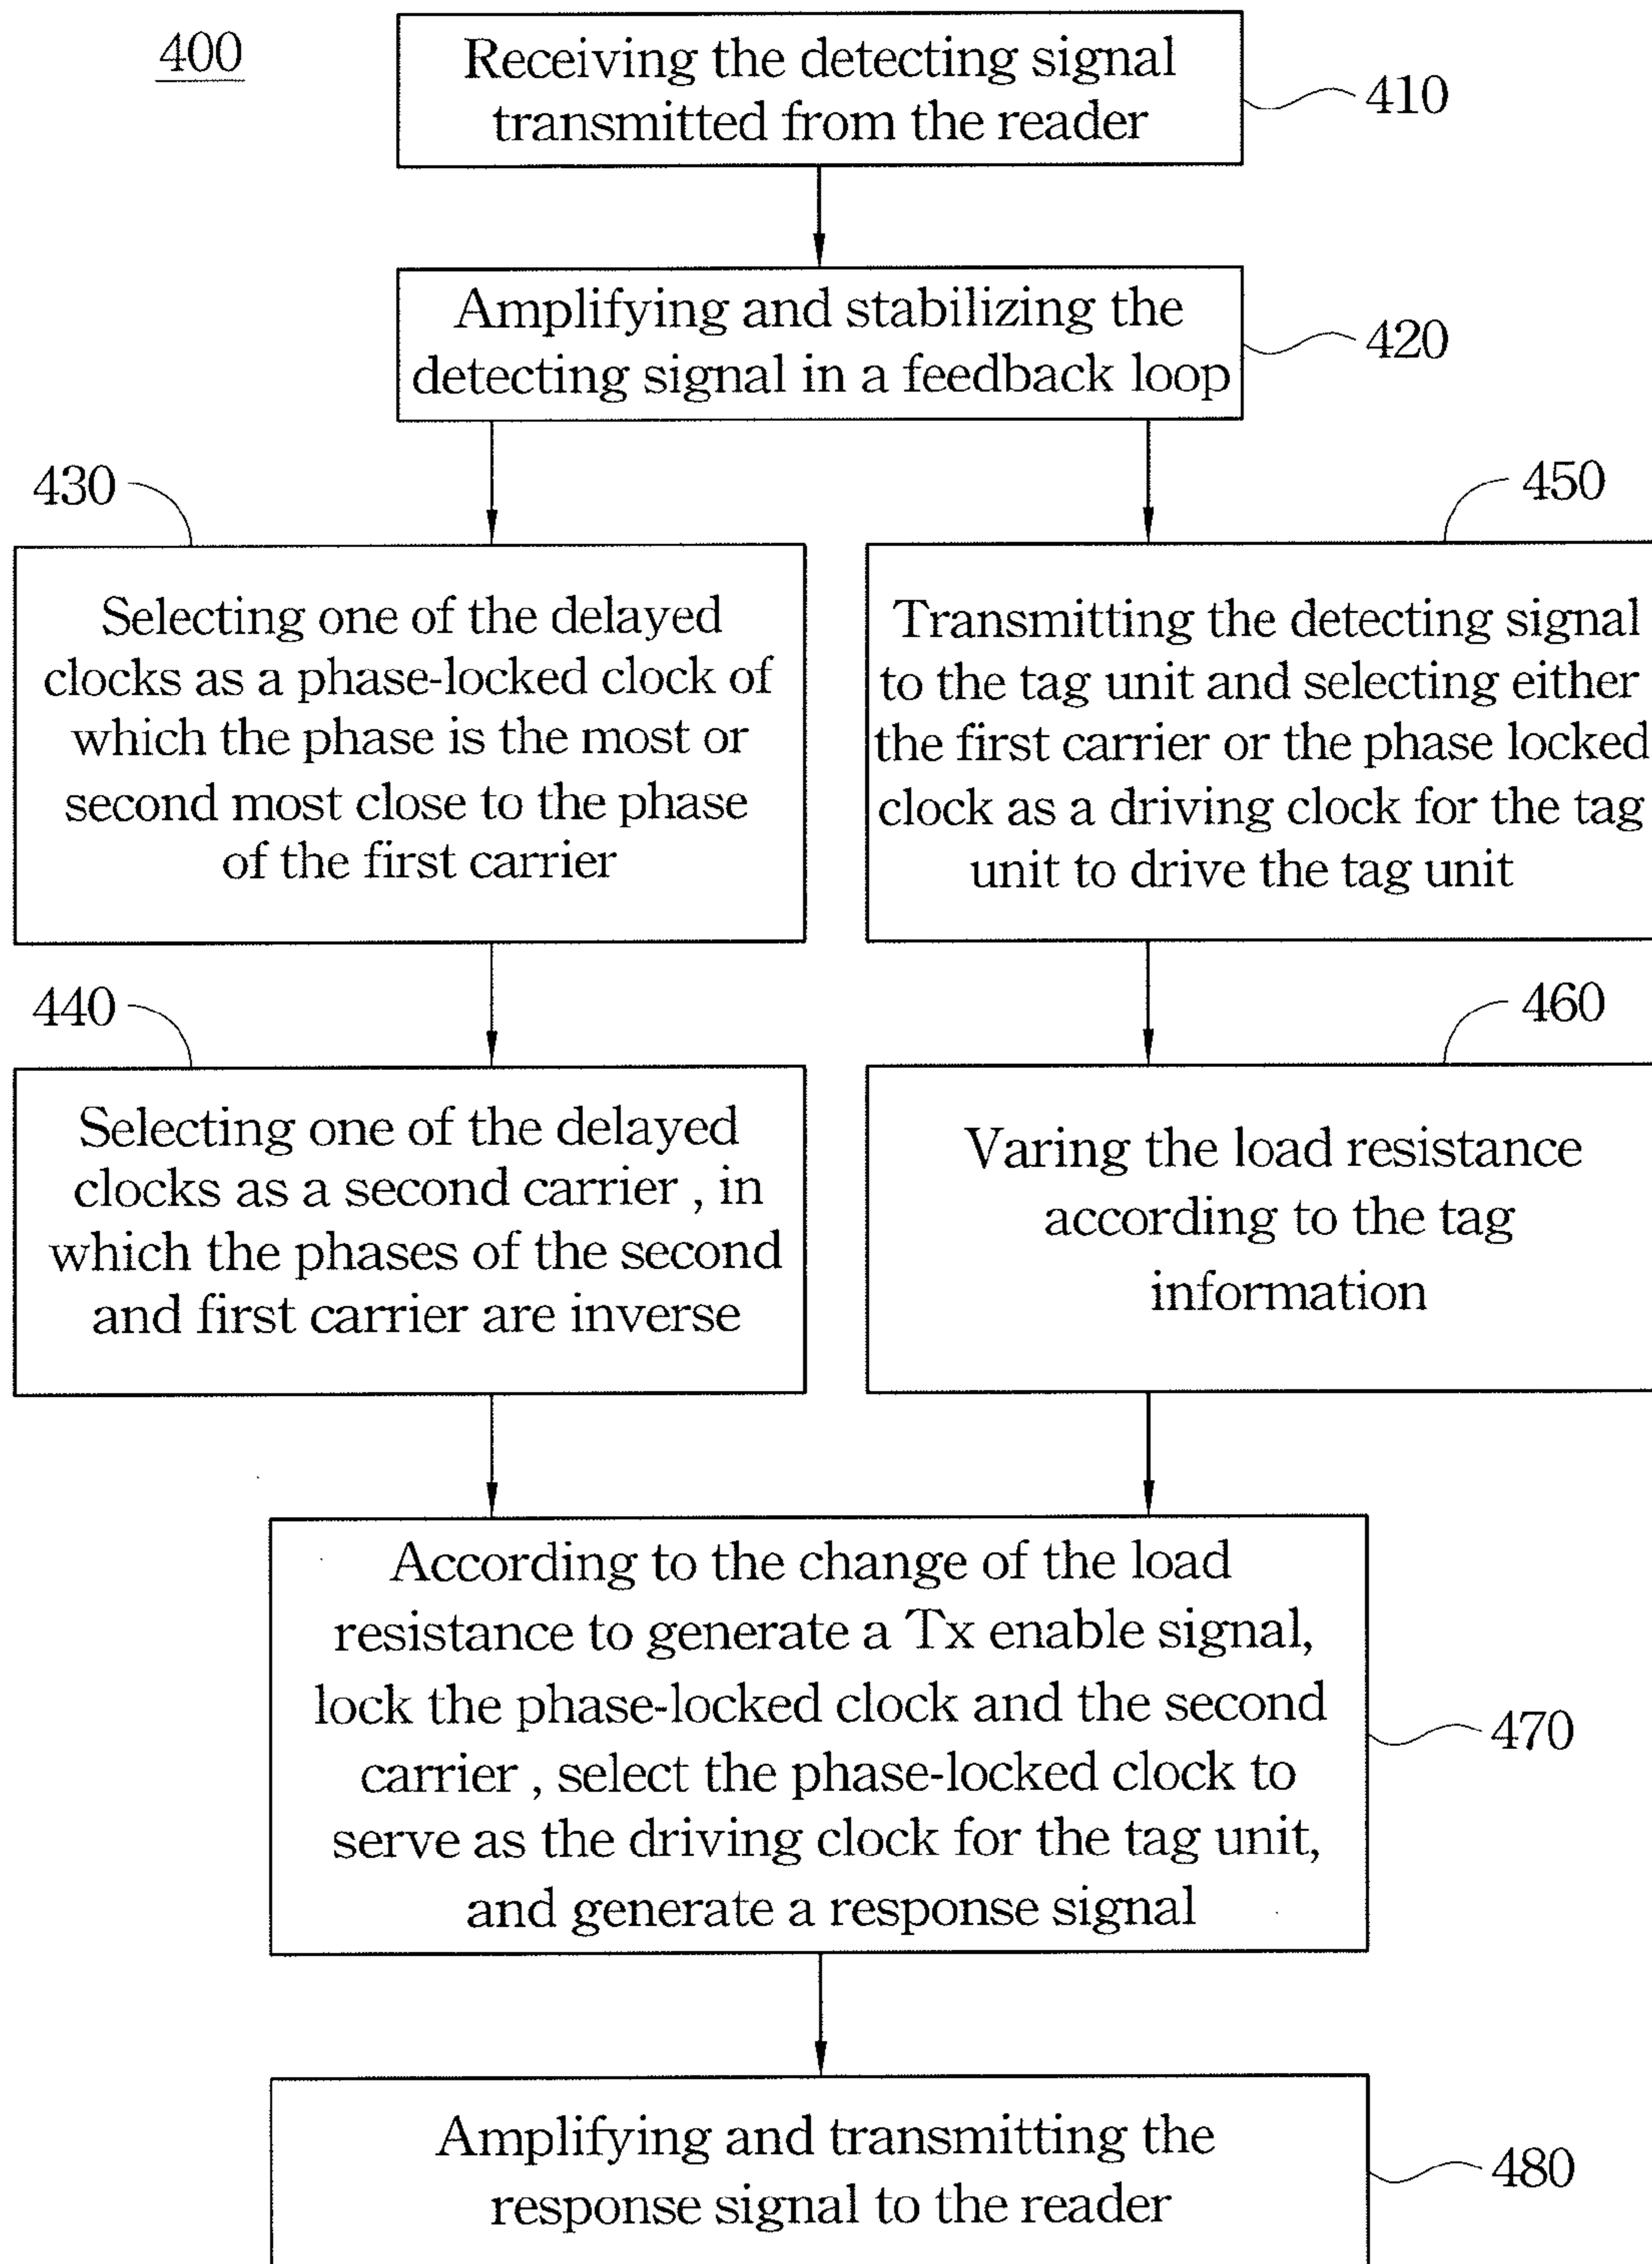 400
Receiving the detecting signal
transmitted from the reader
410
Amplifying and stabilizing the
detecting signal in a feedback loop
420
430
Selecting one of the delayed
clocks as a phase-locked clock of
which the phase is the most or
second most close to the phase
of the first carrier
450
Transmitting the detecting signal
to the tag unit and selecting either
the first carrier or the phase locked
clock as a driving clock for the tag
unit to drive the tag unit
440
Selecting one of the delayed
clocks as a second carrier , in
which the phases of the second
and first carrier are inverse
460
Varing the load resistance
according to the tag
information
According to the change of the load
resistance to generate a Tx enable signal,
lock the phase-locked clock and the second
carrier , select the phase-locked clock to
serve as the driving clock for the tag unit,
and generate a response signal
470
Amplifying and transmitting the
response signal to the reader
480